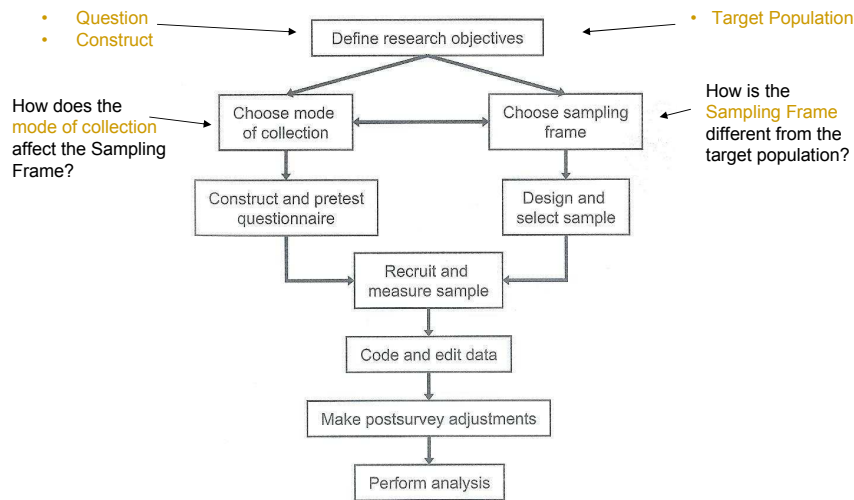 • Question
• Construct
• Target Population
Define research objectives
How does the
mode of collection
affect the Sampling
Frame?
Choose mode
of collection
Choose sampling
frame
How is the
Sampling Frame
different from the
target population?
Construct and pretest
questionnaire
Design and
select sample
Recruit and
measure sample
Code and edit data
Make postsurvey adjustments
Perform analysis